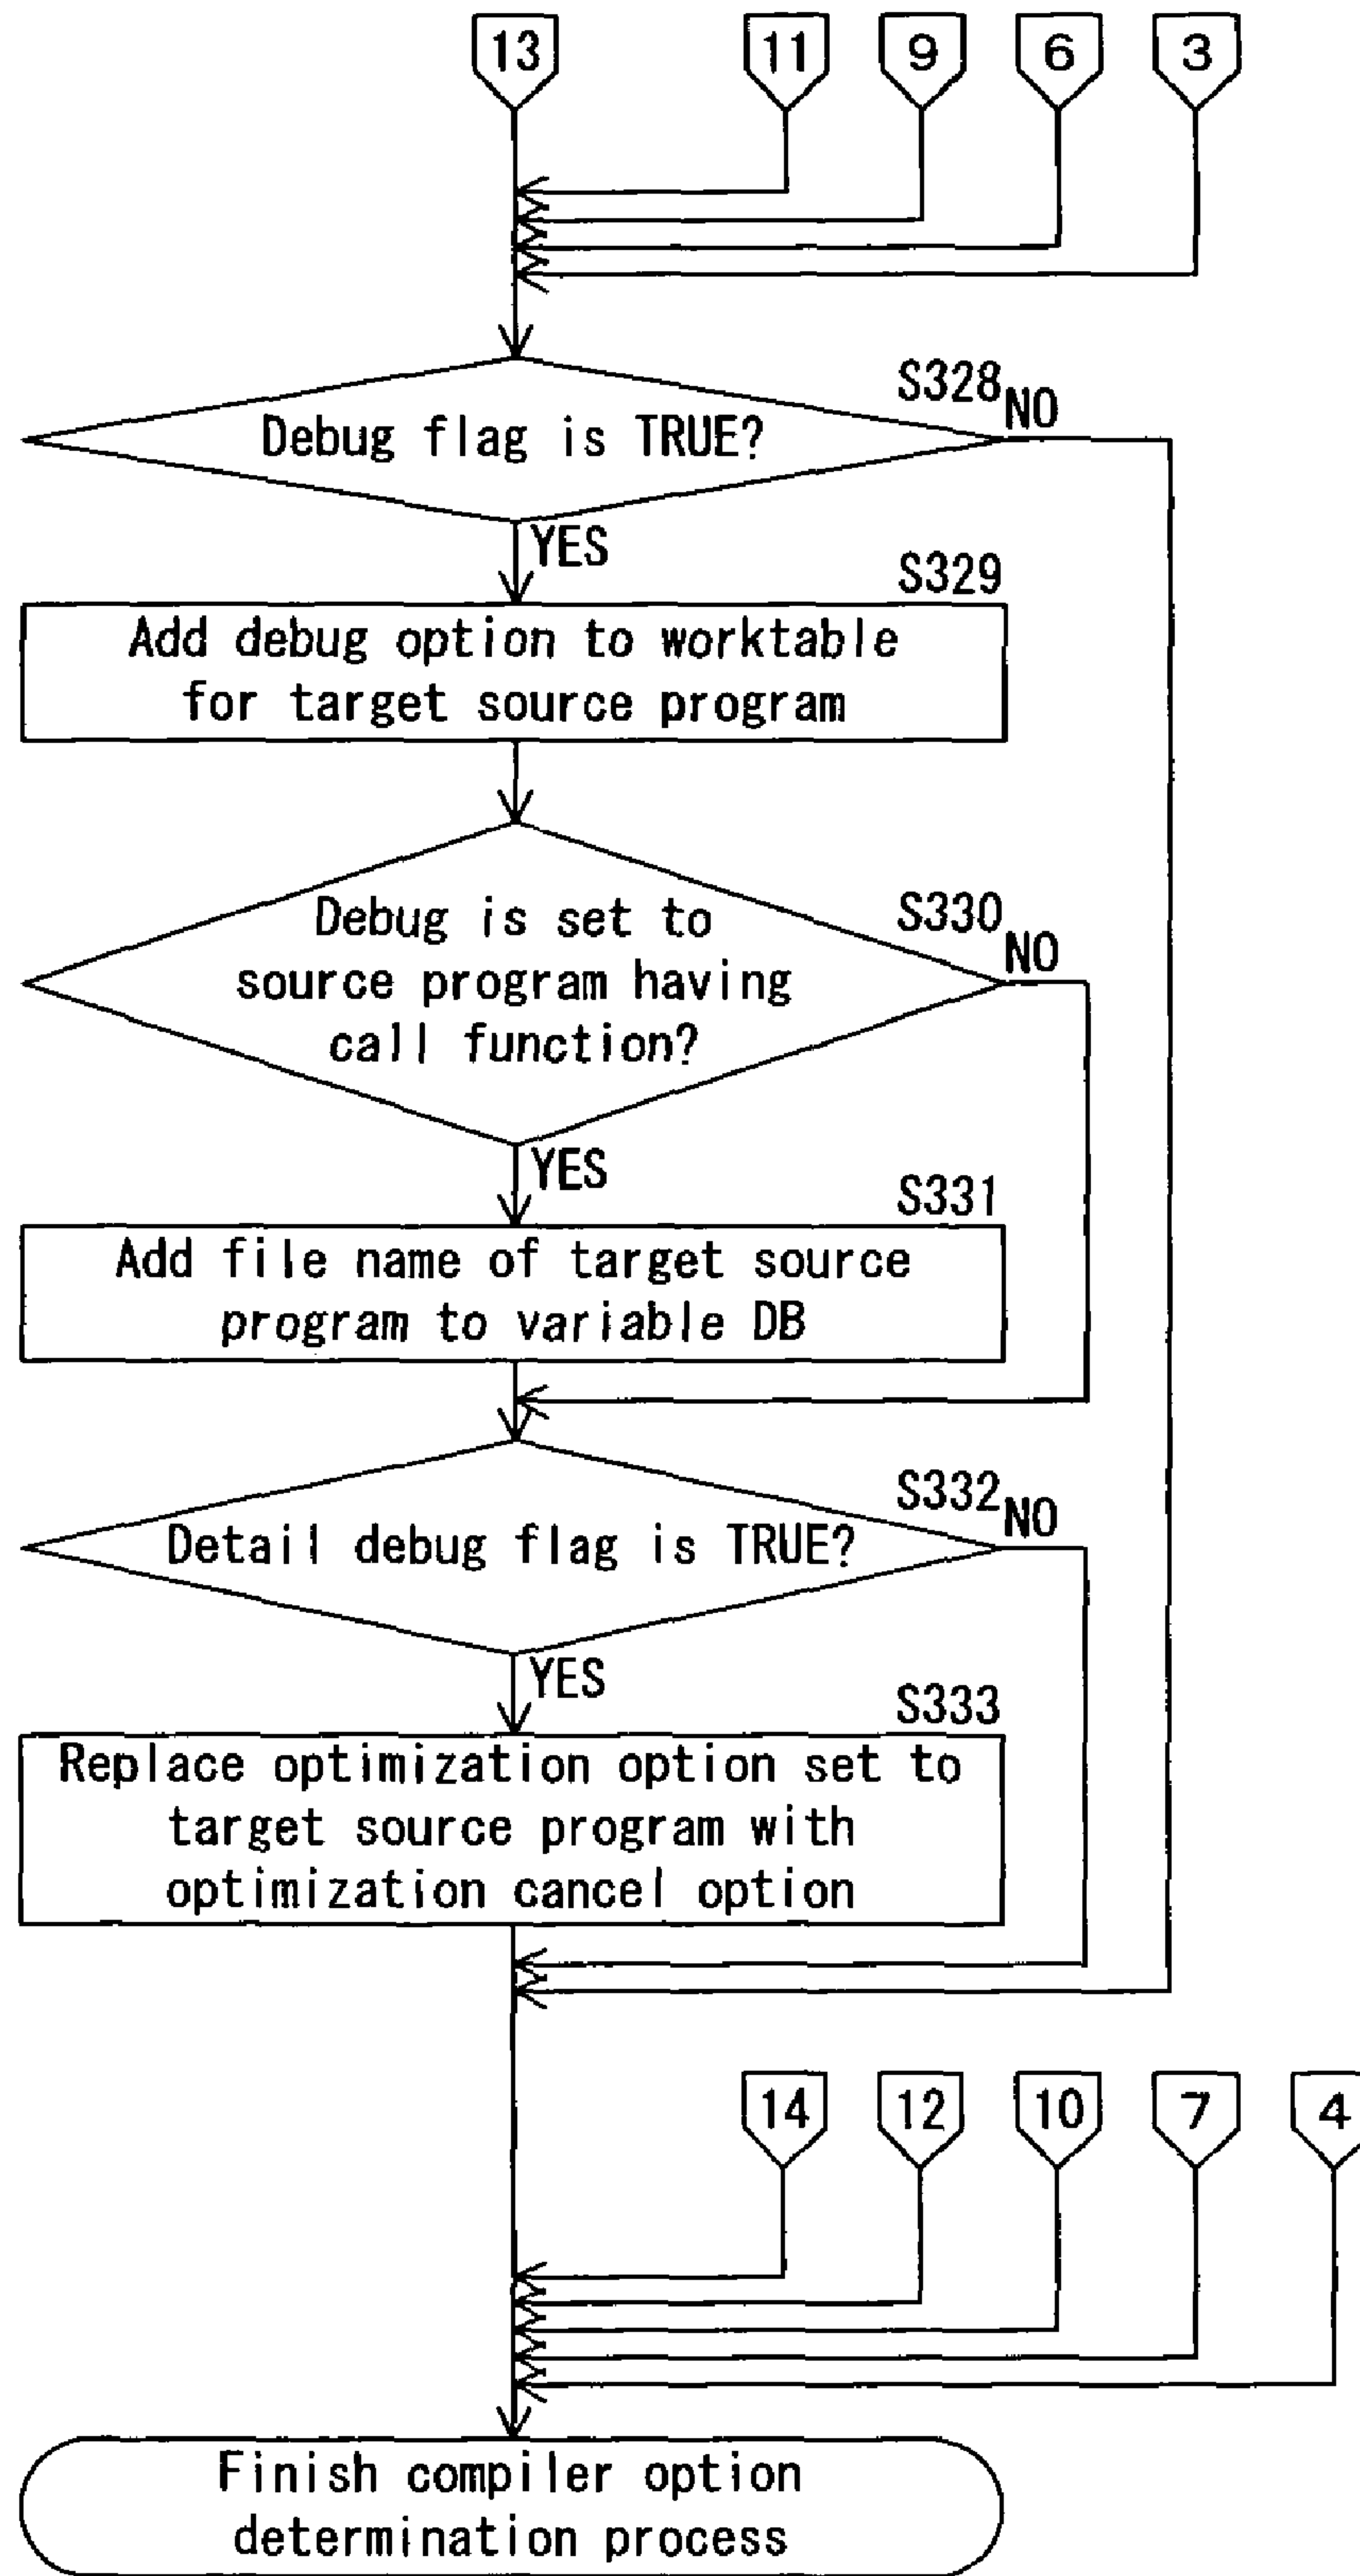 13 11 9 6 3
S328
NO
Debug flag is TRUE?
YES
S329
Add debug option to worktable
for target source program
S330
NO
Debug is set to
source program having
call function?
YES
S331
Add file name of target source
program to variable DB
S332
NO
Detail debug flag is TRUE?
YES
S333
Replace optimization option set to
target source program with
optimization cancel option
14 12 10 7 4
Finish compiler option
determination process